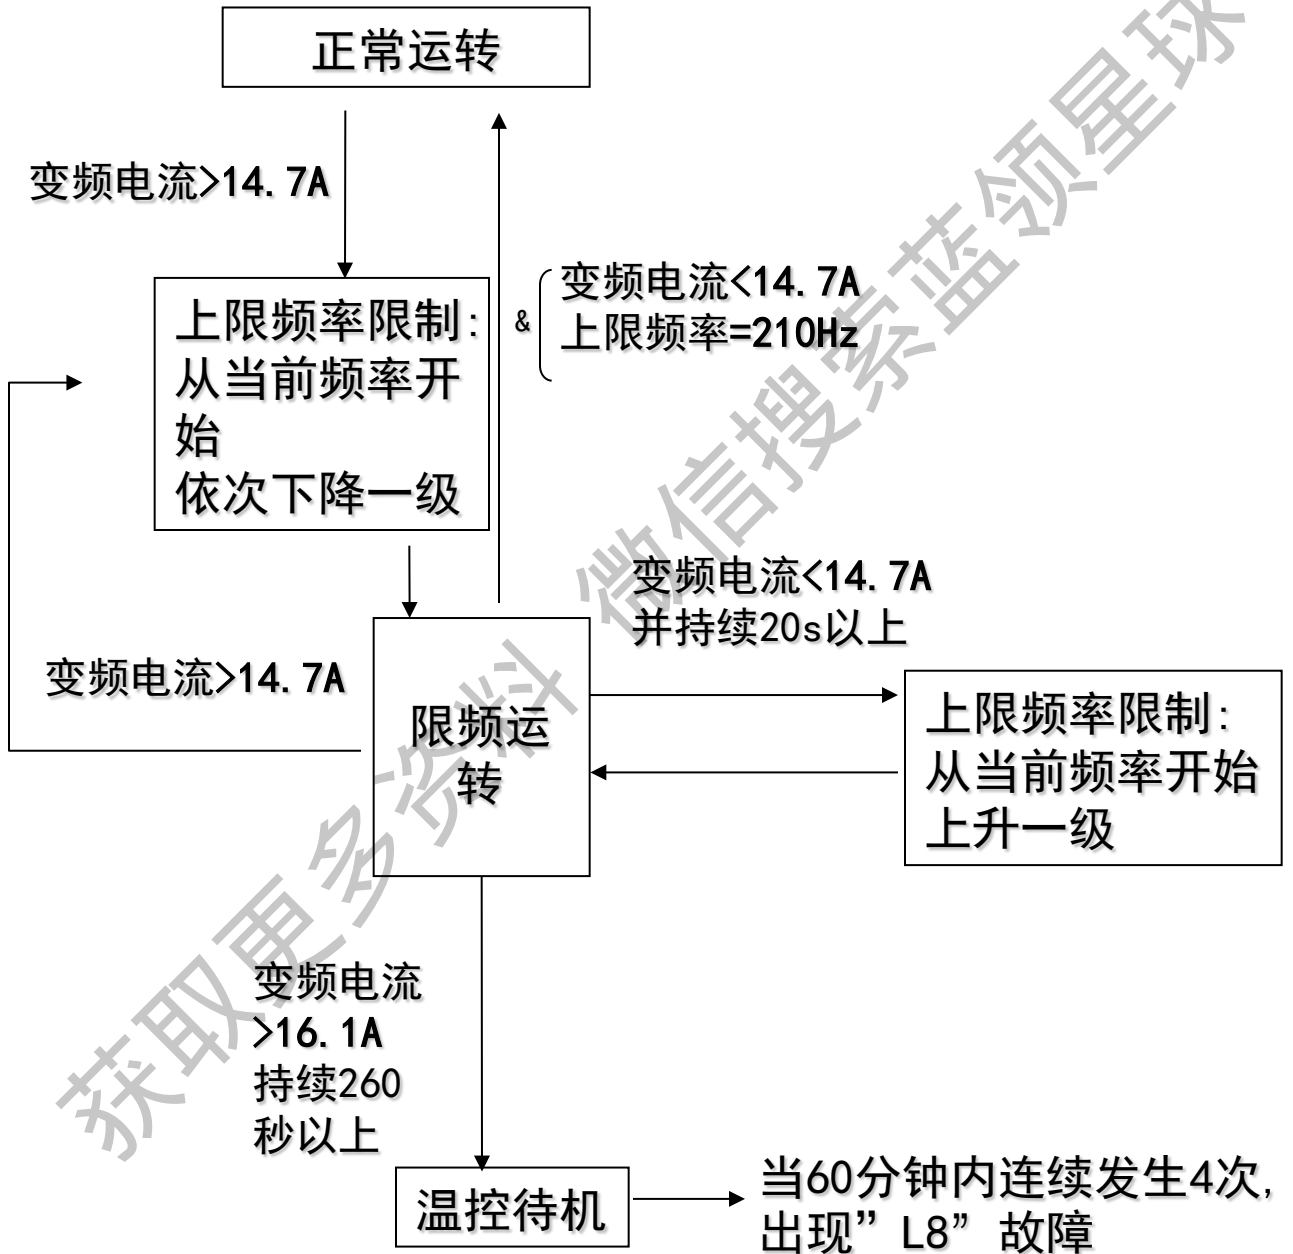 正常运转
变频电流>14.7A
变频电流<14.7A
上限频率=210Hz
&
上限频率限制:
从当前频率开
始
依次下降一级
变频电流<14.7A
并持续20s以上
变频电流>14.7A
限频运
转
上限频率限制:
从当前频率开始
上升一级
变频电流
>16.1A
持续260
秒以上
温控待机
当60分钟内连续发生4次,
出现”L8”故障
获取更多资料 微信搜索蓝领星球